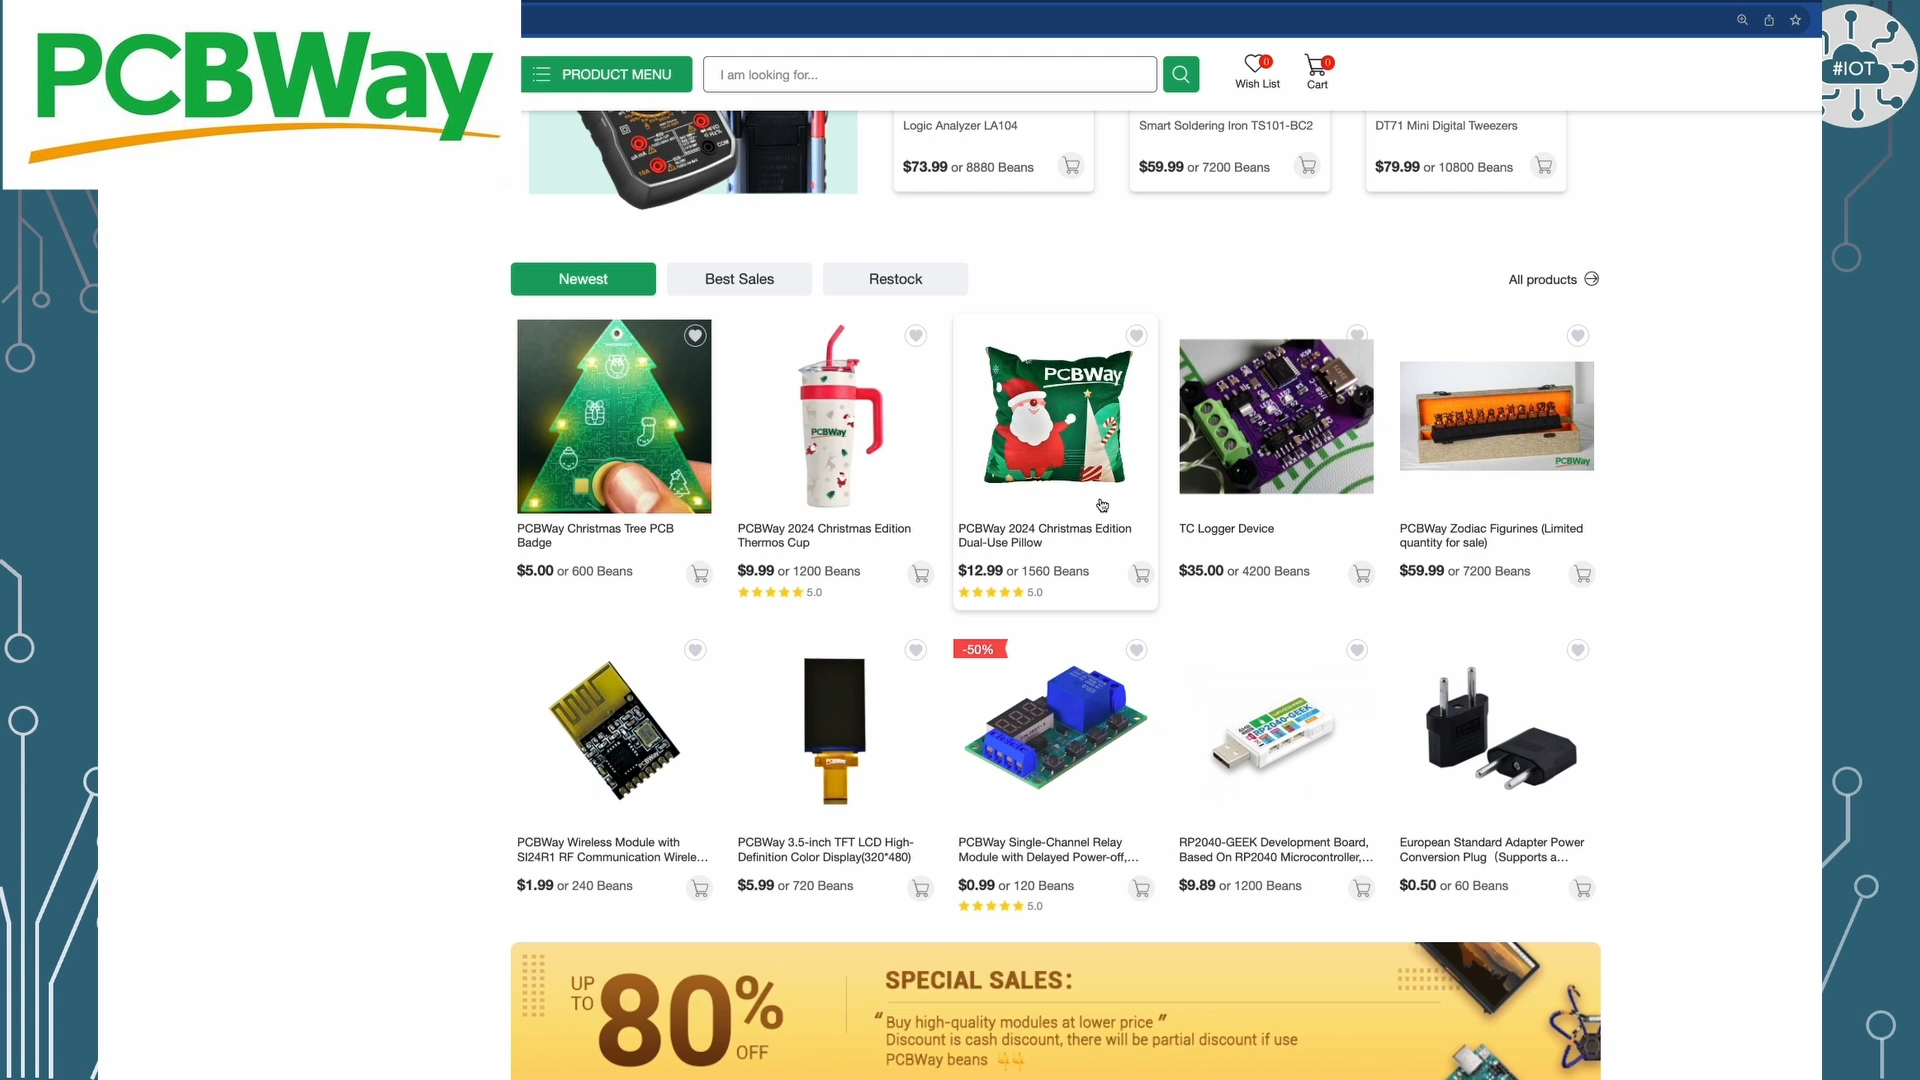 PCBWay
PRODUCT MENU
I am looking for...
0
Wish List
0
Cart
#IOT
COM
10A
Logic Analyzer LA104
Smart Soldering Iron TS101-BC2
DT71 Mini Digital Tweezers
$73.99 or 8880 Beans
$59.99 or 7200 Beans
$79.99 or 10800 Beans
Newest
Best Sales
Restock
All products
PCBWay
PCBWay
PCBWay
PCBWay Christmas Tree PCB
Badge
$5.00 or 600 Beans
PCBWay 2024 Christmas Edition
Thermos Cup
$9.99 or 1200 Beans
5.0
PCBWay 2024 Christmas Edition
Dual-Use Pillow
$12.99 or 1560 Beans
5.0
TC Logger Device
$35.00 or 4200 Beans
PCBWay Zodiac Figurines (Limited
quantity for sale)
$59.99 or 7200 Beans
-50%
PCBWay
RP2040-GEEK
PCBWay Wireless Module with
SI24R1 RF Communication Wirele...
$1.99 or 240 Beans
PCBWay 3.5-inch TFT LCD High-
Definition Color Display(320*480)
$5.99 or 720 Beans
PCBWay Single-Channel Relay
Module with Delayed Power-off,...
$0.99 or 120 Beans
5.0
RP2040-GEEK Development Board,
Based On RP2040 Microcontroller,...
$9.89 or 1200 Beans
European Standard Adapter Power
Conversion Plug（Supports a...
$0.50 or 60 Beans
UP
TO
80%
OFF
SPECIAL SALES:
“ Buy high-quality modules at lower price ”
Discount is cash discount, there will be partial discount if use
PCBWay beans